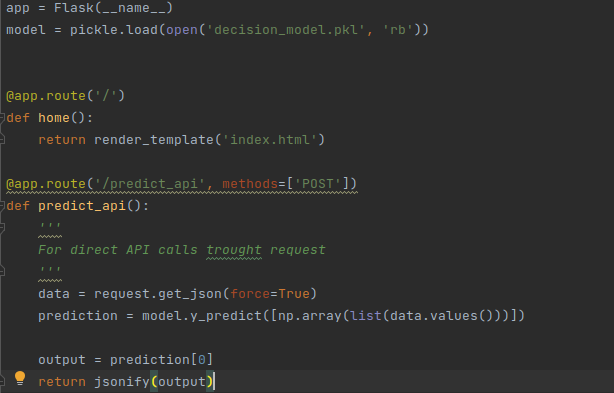 app = Flask(__name__)
model = pickle.load(open('decision_model.pkl', 'rb'))
@app.route('/')
def home():
    return render_template('index.html')
@app.route('/predict_api', methods=['POST'])
def predict_api():
    '''
    For direct API calls trought request
    '''
    data = request.get_json(force=True)
    prediction = model.y_predict([np.array(list(data.values()))])
    output = prediction[0]
    return jsonify(output)